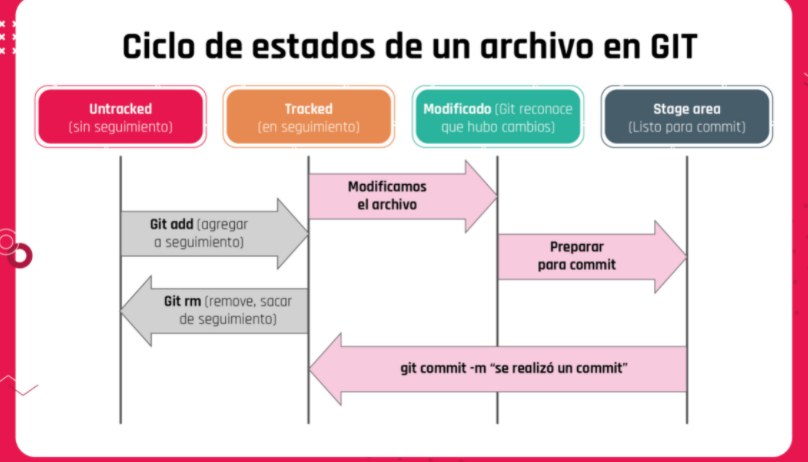 Ciclo de estados de un archivo en GIT
Untracked
(sin seguimiento)
Tracked
(en seguimiento)
Modificado (Git reconoce
que hubo cambios)
Stage area
(Listo para commit)
Modificamos
el archivo
Git add (agregar
a seguimiento)
Preparar
para commit
Git rm (remove, sacar
de seguimiento)
git commit -m “se realizó un commit”